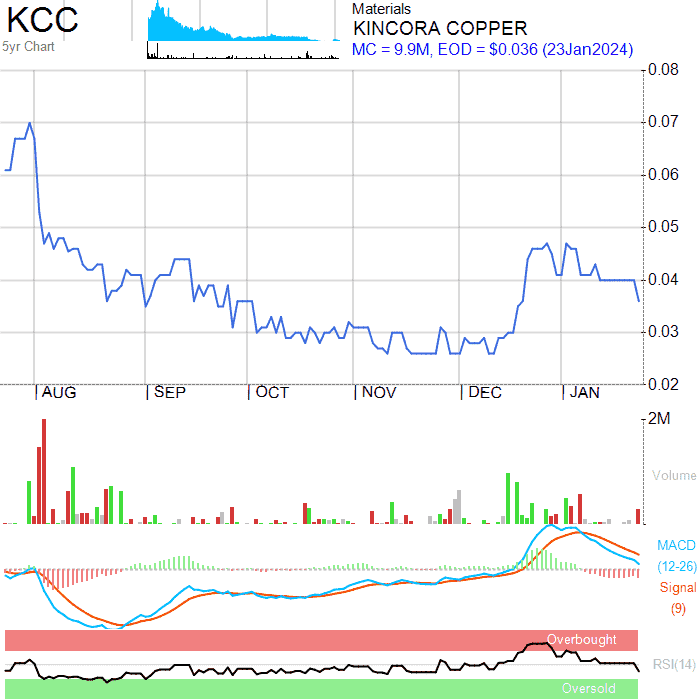 KCC
5yr Chart
Materials
KINCORA COPPER
MC = 9.9M, EOD = $0.036 (23Jan2024)
0.08
0.07
0.06
0.05
0.04
0.03
0.02
AUG SEP OCT NOV DEC JAN
2M
Volume
MACD
(12-26)
Signal
(9)
Overbought
RSI(14)
Oversold